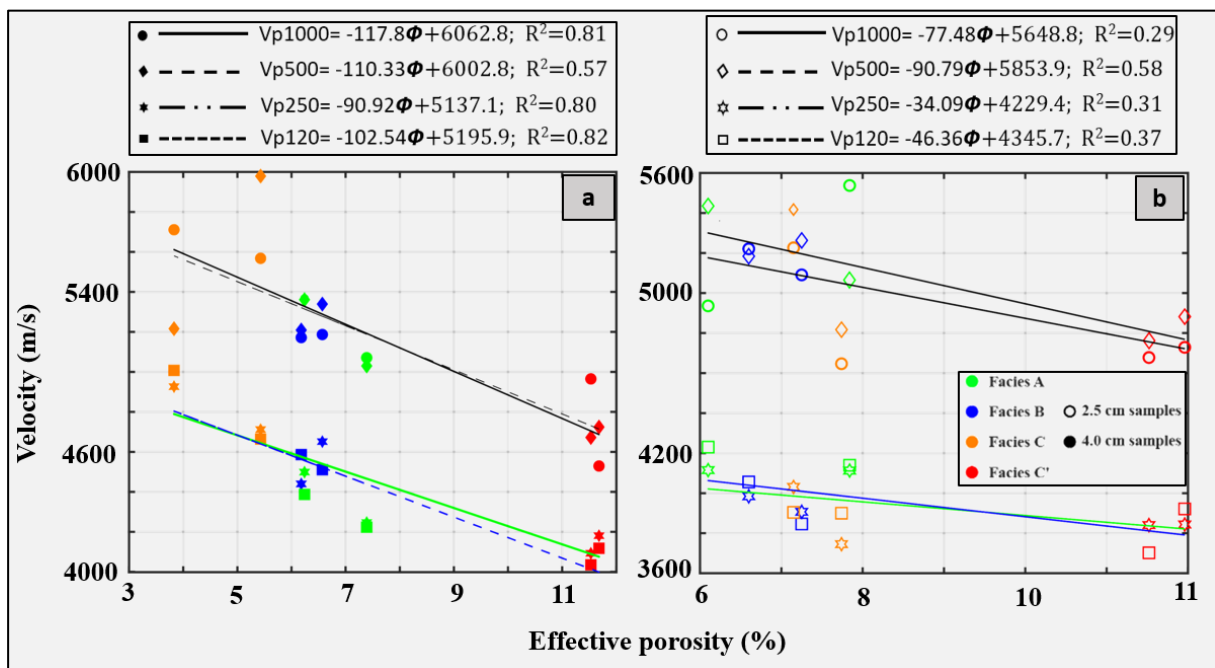 Vp1000= -117.8Φ+6062.8; R²=0.81
Vp500= -110.33Φ+6002.8; R²=0.57
Vp250= -90.92Φ+5137.1; R²=0.80
Vp120= -102.54Φ+5195.9; R²=0.82
Vp1000= -77.48Φ+5648.8; R²=0.29
Vp500= -90.79Φ+5853.9; R²=0.58
Vp250= -34.09Φ+4229.4; R²=0.31
Vp120= -46.36Φ+4345.7; R²=0.37
Velocity (m/s)
6000
5400
4600
4000
a
3 5 7 9 11
5600
5000
4200
3600
b
Facies A
Facies B 2.5 cm samples
Facies C 4.0 cm samples
Facies C'
6 8 10 11
Effective porosity (%)